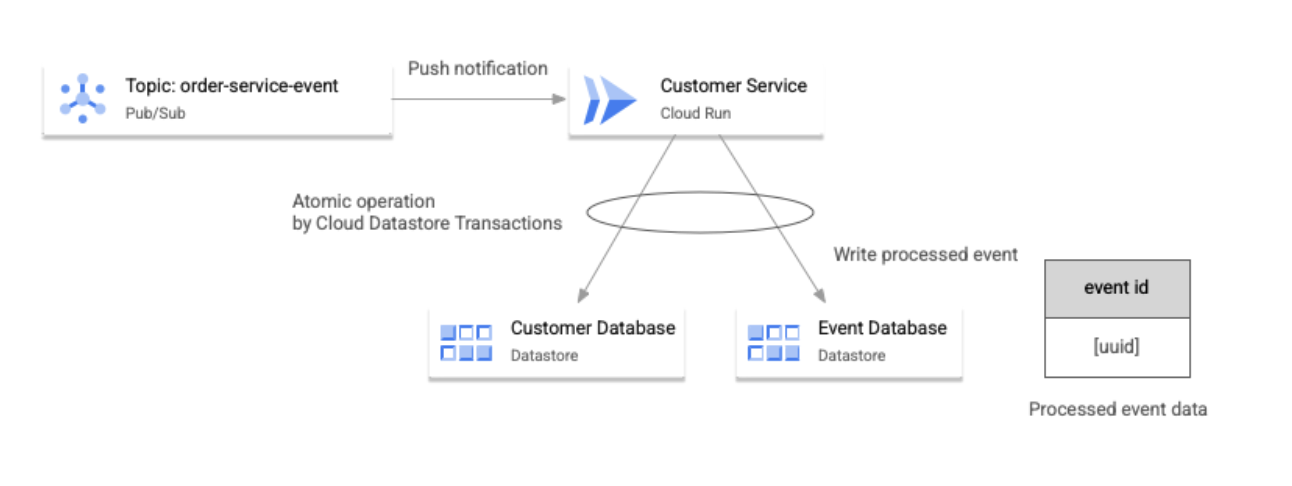 Push notification
Topic: order-service-event
Pub/Sub
Customer Service
Cloud Run
Atomic operation
by Cloud Datastore Transactions
Write processed event
Customer Database
Datastore
Event Database
Datastore
event id
[uuid]
Processed event data